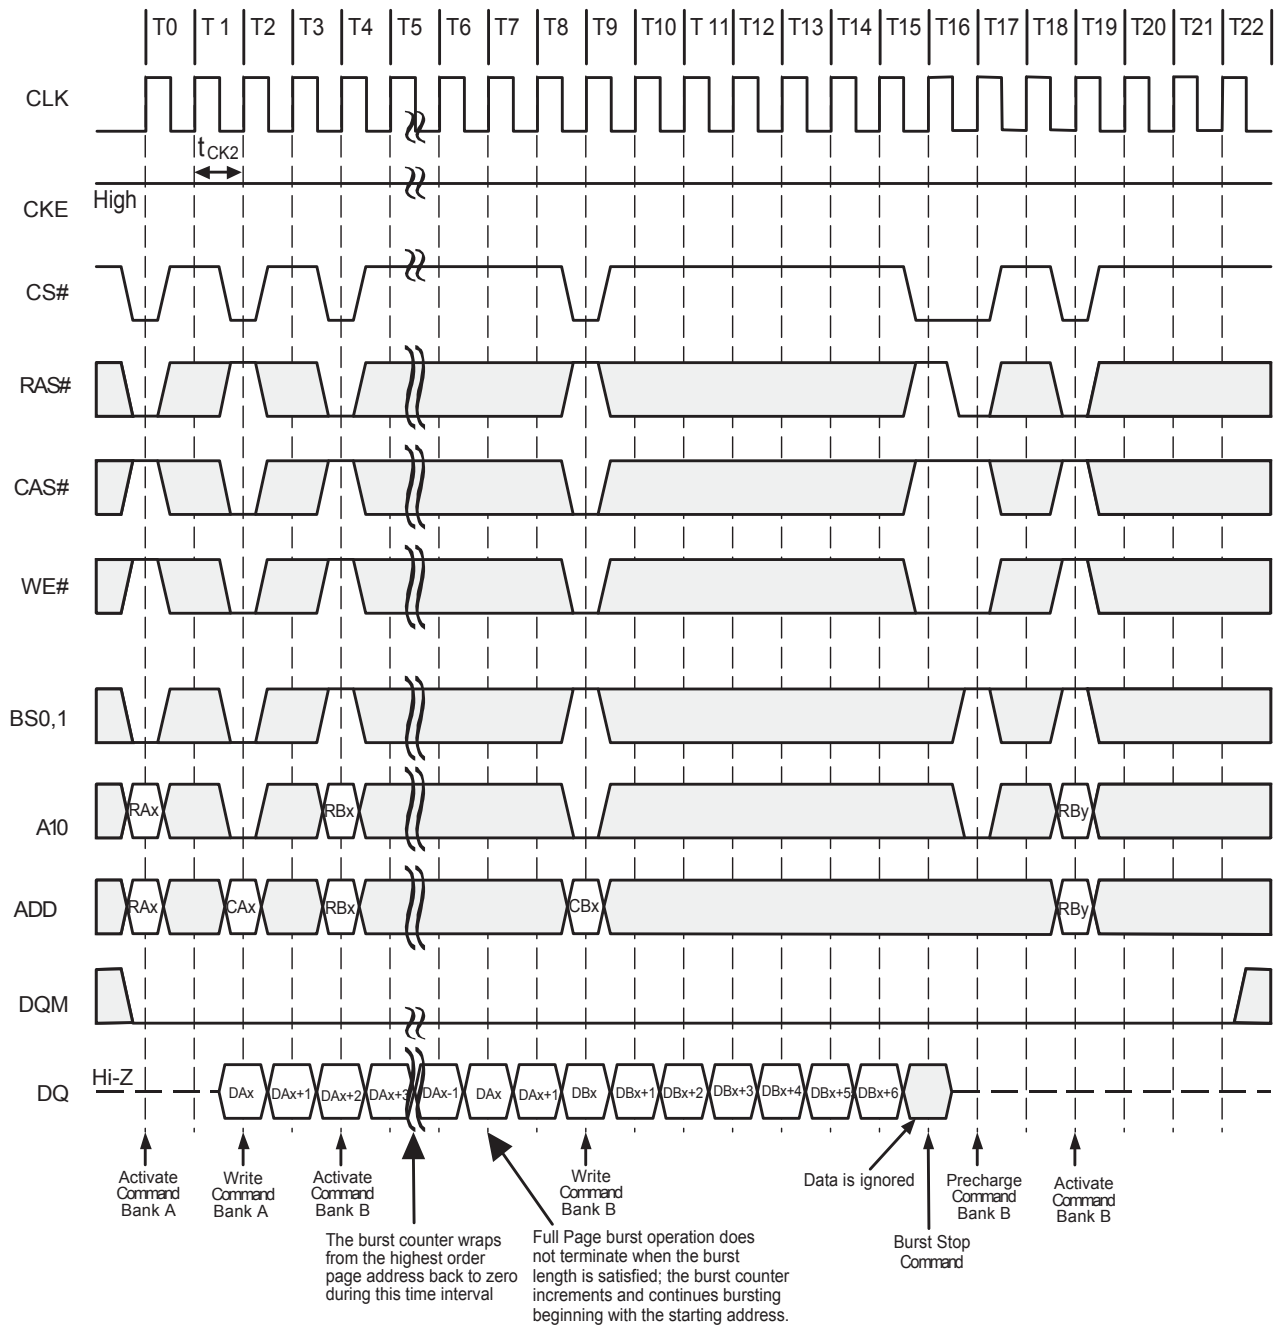 T0 T 1 T2 T3 T4 T5 T6 T7 T8 T9 T10 T 11 T12 T13 T14 T15 T16 T17 T18 T19 T20 T21 T22
CLK
tCK2
High
CKE
CS#
RAS#
CAS#
WE#
BS0,1
A10 RAx RBx RBy
ADD RAx CAx RBx CBx RBy
DQM
Hi-Z
DQ DAx DAx+1 DAx+2 DAx+3 DAx-1 DAx DAx+1 DBx DBx+1 DBx+2 DBx+3 DBx+4 DBx+5 DBx+6
Activate
Command
Bank A
Write
Command
Bank A
Activate
Command
Bank B
The burst counter wraps
from the highest order
page address back to zero
during this time interval
Full Page burst operation does
not terminate when the burst
length is satisfied; the burst counter
increments and continues bursting
beginning with the starting address.
Write
Command
Bank B
Data is ignored
Burst Stop
Command
Precharge
Command
Bank B
Activate
Command
Bank B